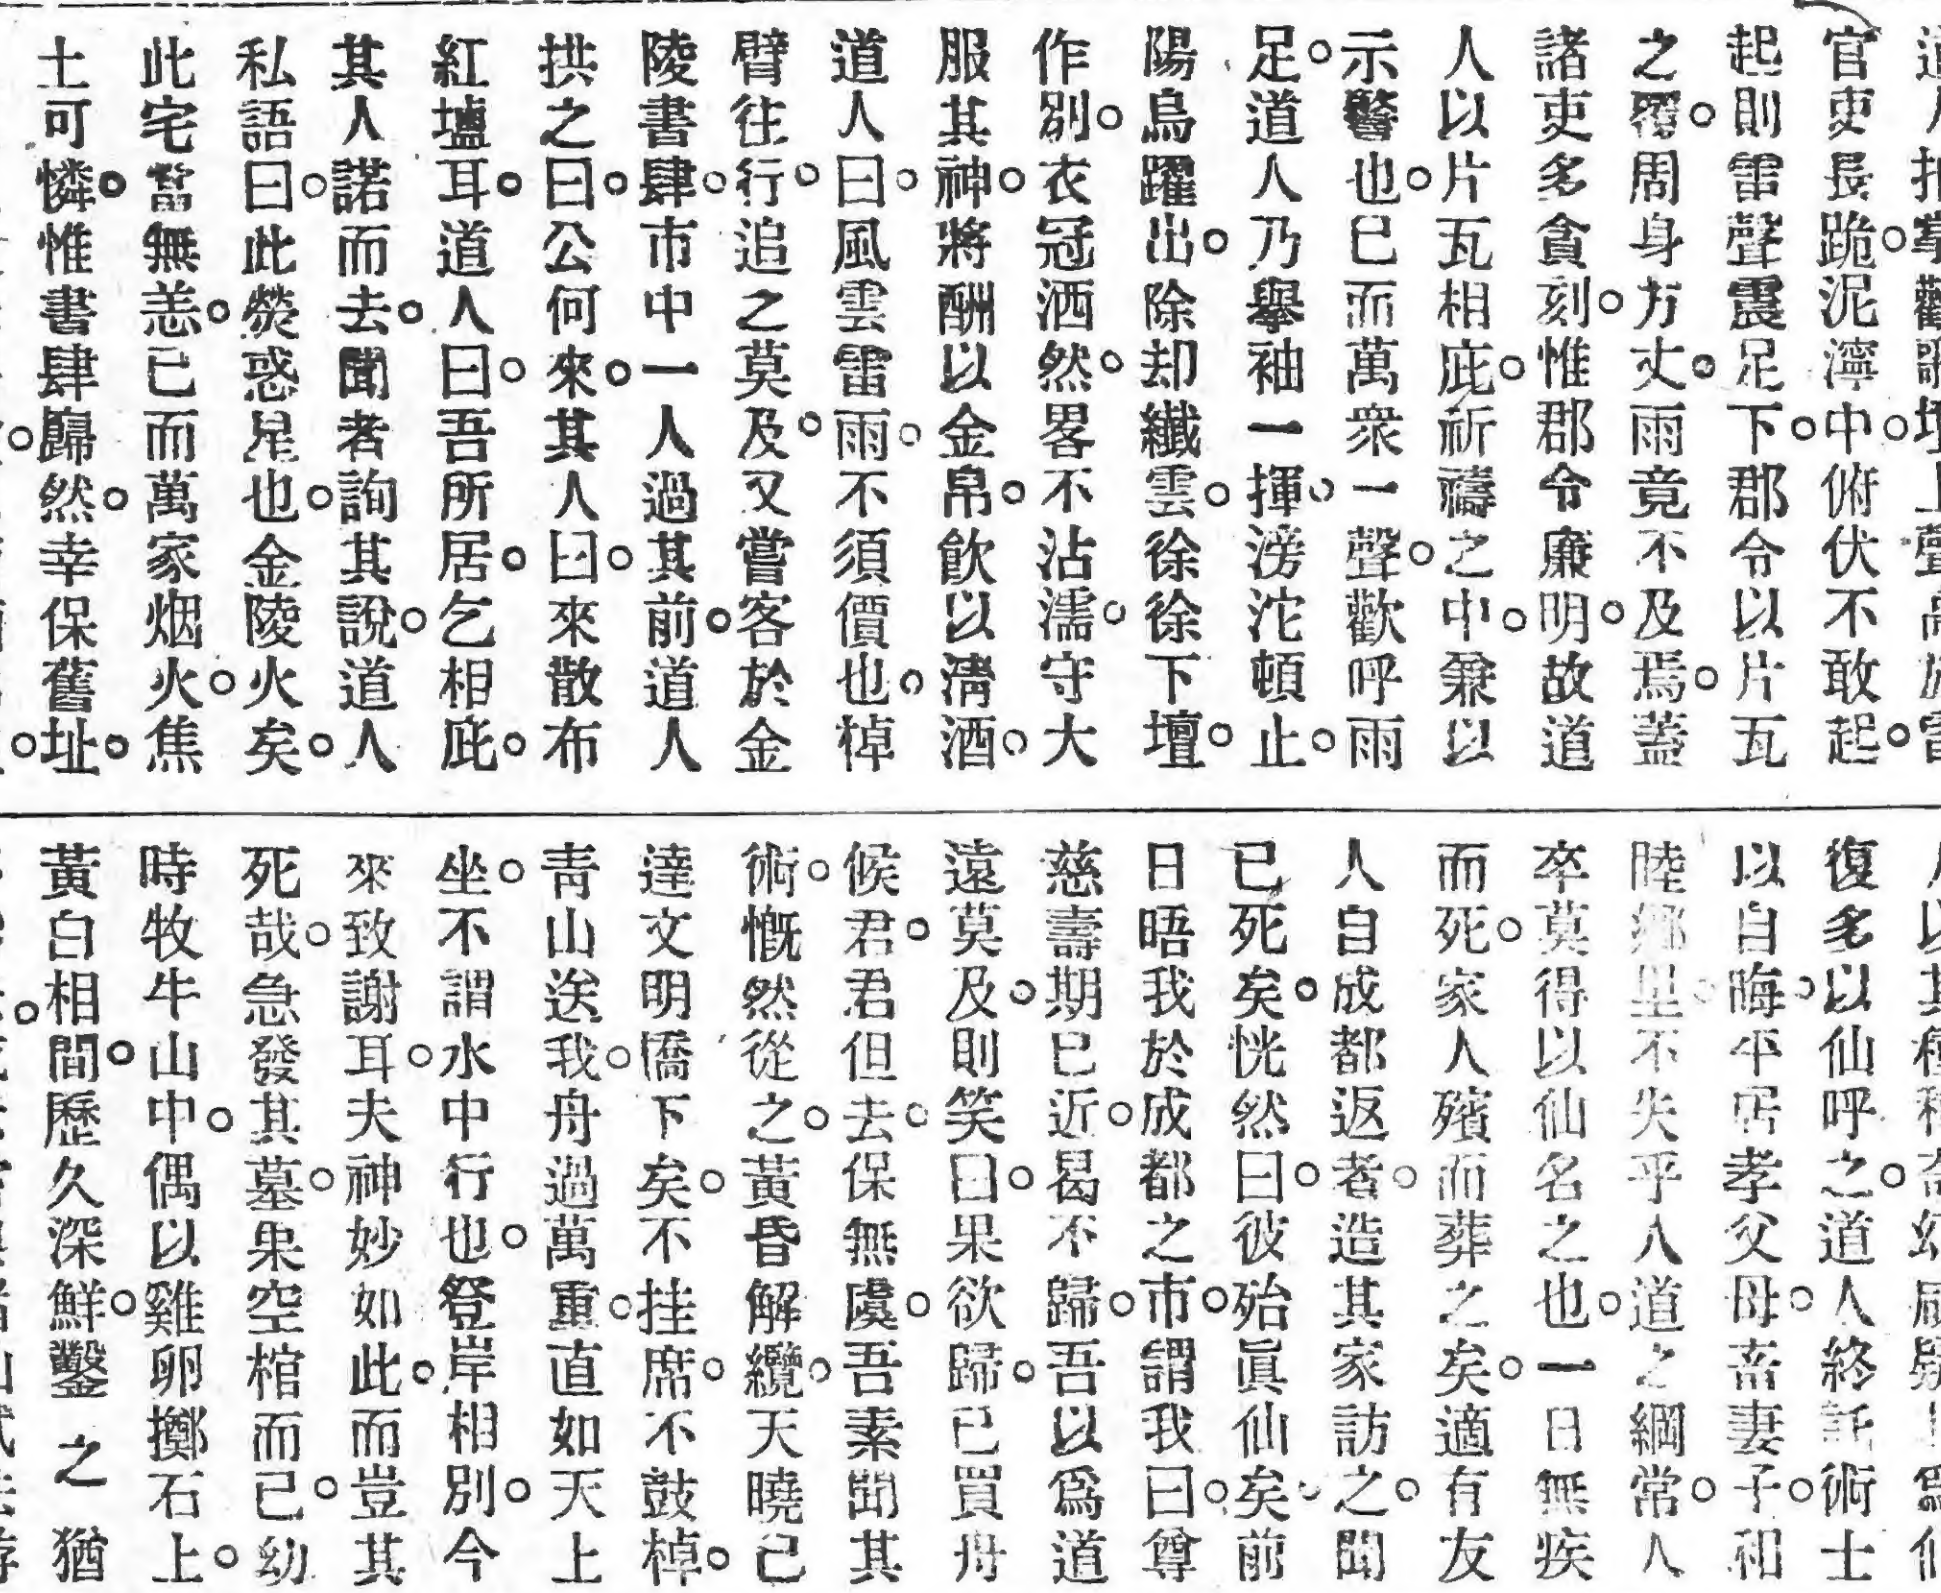 官吏長跪。泥濘中。俯伏不敢起。
起則雷聲震足下。郡令以片瓦
之覆。周身方丈。雨竟不及焉。蓋
諸吏多貪刻。惟郡令廉明。故道
人以片瓦相庇。祈禱之中。兼以
示警也。已而萬衆一聲。歡呼雨
足。道人乃舉袖一揮。滂沱頓止。
陽烏躍出。除却纖雲。徐徐下壇。
作別。衣冠洒然。畧不沾濡。守大
服其神。將酬以金帛。飲以淸酒。
道人曰。風雲雷雨。不須價也。棹
臂徃行。追之莫及。又嘗客於金
陵書肆。市中一人過其前。道人
拱之曰。公何來。其人曰。來散布
紅壚耳。道人曰。吾所居。乞相庇。
其人諾而去。聞者詢其說。道人
私語曰。此熒惑星也。金陵火矣。
此宅當無恙。已而萬家烟火。焦
士可憐。惟書肆歸然。幸保舊址。
復多以仙呼之。道人終託術士
以自晦。平居孝父母。畜妻子。和
睦鄉里。不失乎人道之綱常。人
卒莫得以仙名之也。一日無疾
而死。家人殯而葬之矣。適有友
人自成都返者。造其家訪之。聞
已死矣。恍然曰。彼殆眞仙矣。前
日晤我於成都之市。謂我曰。尊
慈壽期已近。曷不歸。吾以爲道
遠莫及。則笑曰。果欲歸。已買舟
候君。君但去。保無虞。吾素聞其
術。慨然從之。黃昏解纜。天曉已
達文明橋下矣。不挂席。不鼓棹。
青山送我。舟過萬重。直如天上
坐。不謂水中行也。登岸相別。今
來致謝耳。夫神妙如此。而豈其
死哉。急發其墓。果空棺而已。幼
時牧牛山中。偶以雞卵擲石上。
黃白相間。歷久深鮮。鑿之猶